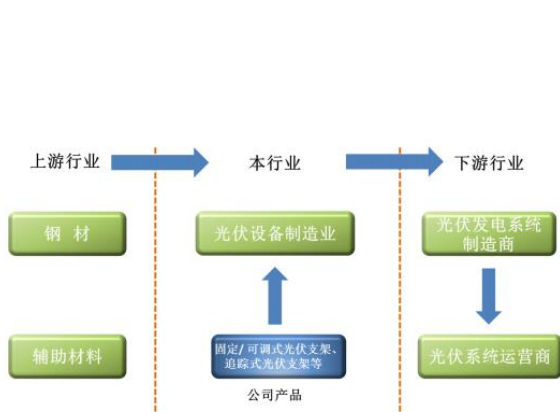 上游行业
本行业
下游行业
钢 材
光伏设备制造业
光伏发电系统
制造商
辅助材料
固定/可调式光伏支架、
追踪式光伏支架等
光伏系统运营商
公司产品